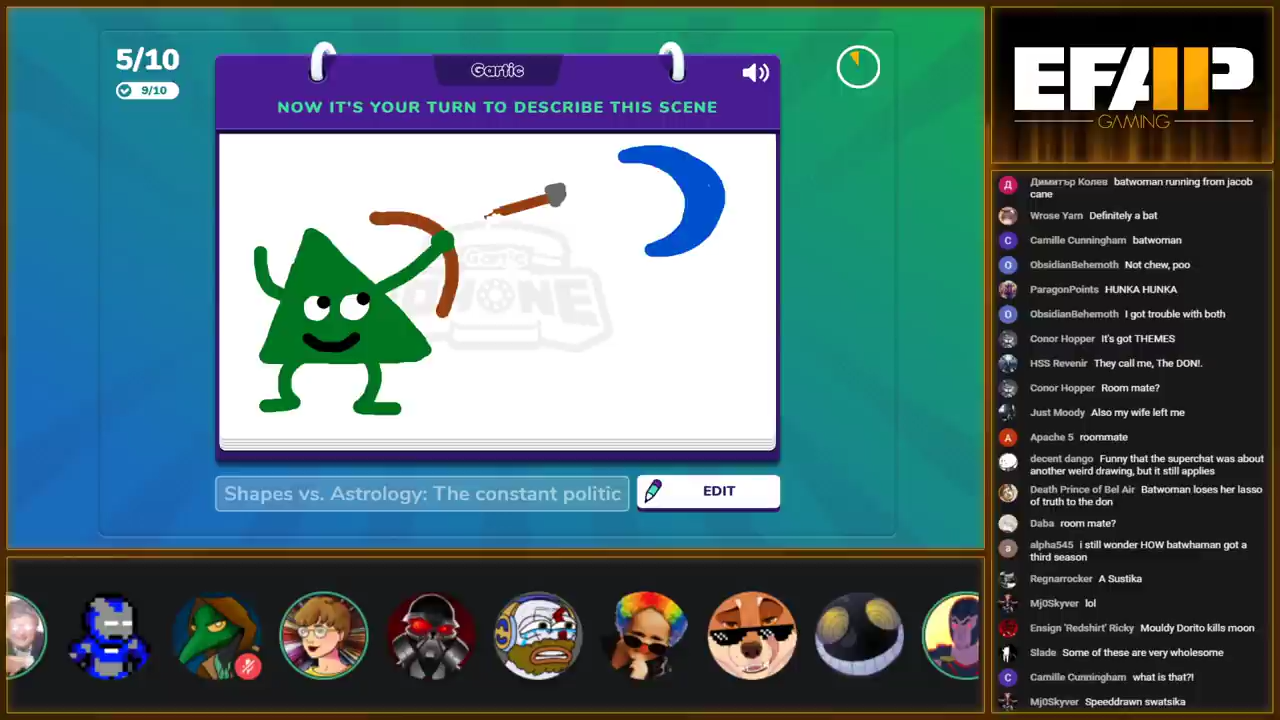 5/10
9/10
Gartic
NOW IT'S YOUR TURN TO DESCRIBE THIS SCENE
Gartic
PHONE
Shapes vs. Astrology: The constant politic
EDIT
EFAP
GAMING
Димитър Колев batwoman running from jacob
cane
Wrose Yarn Definitely a bat
Camille Cunningham batwoman
ObsidianBehemoth Not chew, poo
ParagonPoints HUNKA HUNKA
ObsidianBehemoth I got trouble with both
Conor Hopper It's got THEMES
HSS Revenir They call me, The DON!.
Conor Hopper Room mate?
Just Moody Also my wife left me
Apache 5 roommate
decent dango Funny that the superchat was about
another weird drawing, but it still applies
Death Prince of Bel Air Batwoman loses her lasso
of truth to the don
Daba room mate?
alpha545 i still wonder HOW batwhaman got a
third season
Regnarrocker A Sustika
Mj0Skyver lol
Ensign 'Redshirt' Ricky Mouldy Dorito kills moon
Slade Some of these are very wholesome
Camille Cunningham what is that?!
Mj0Skyver Speeddrawn swatsika